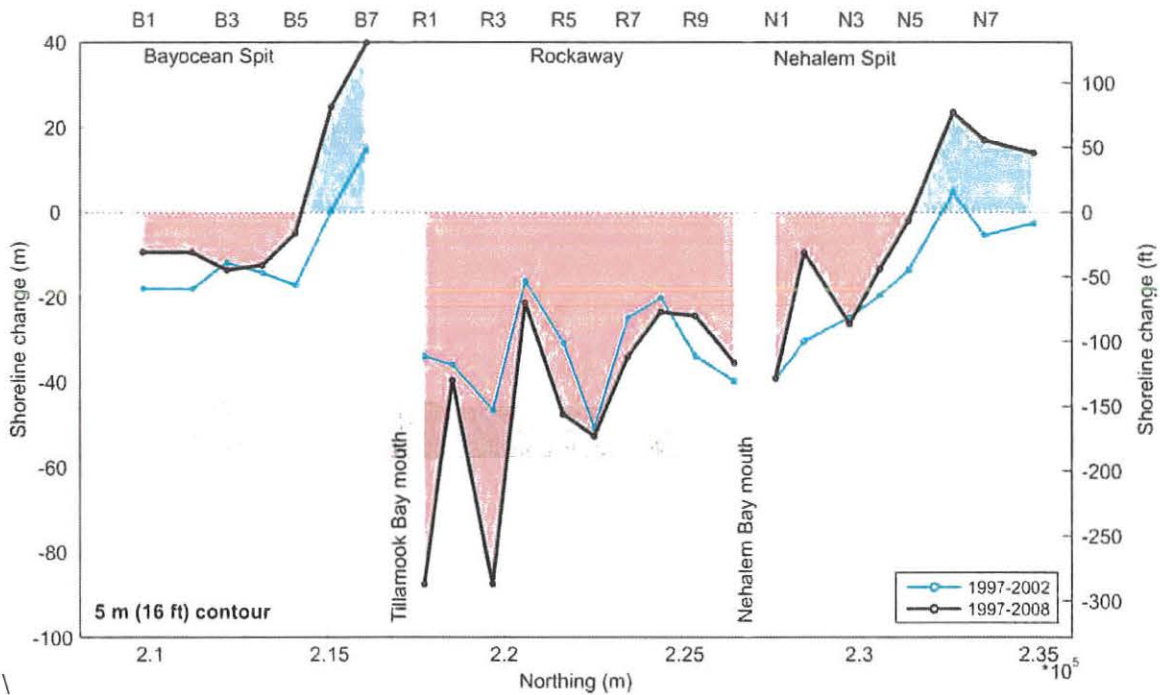 B1 B3 B5 B7 R1 R3 R5 R7 R9 N1 N3 N5 N7
Bayocean Spit Rockaway Nehalem Spit
40
20
0
-20
-40
-60
-80
-100
Shoreline change (m)
100
50
0
-50
-100
-150
-200
-250
-300
Shoreline change (ft)
Tillamook Bay mouth
Nehalem Bay mouth
1997-2002
1997-2008
5 m (16 ft) contour
2.1 2.15 2.2 2.25 2.3 2.35
*10⁵
Northing (m)
\